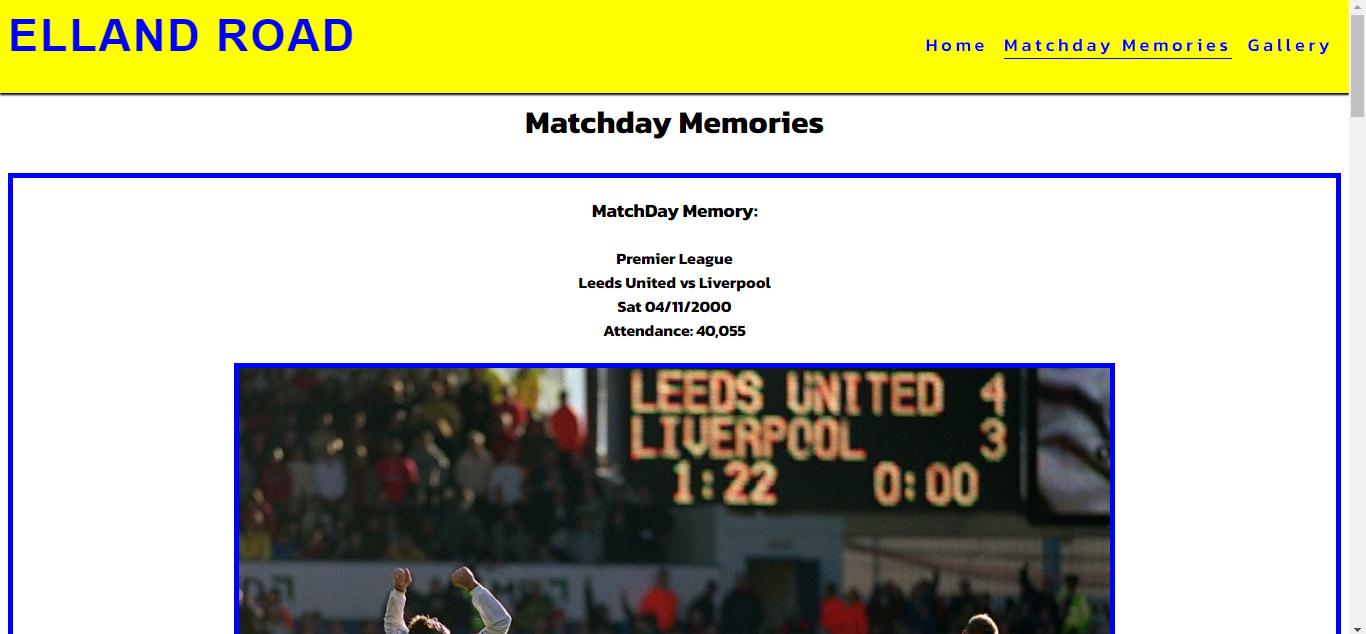 ELLAND ROAD
Home Matchday Memories Gallery
Matchday Memories
MatchDay Memory:
Premier League
Leeds United vs Liverpool
Sat 04/11/2000
Attendance: 40,055
LEEDS UNITED 4
LIVERPOOL 3
1:22 0:00